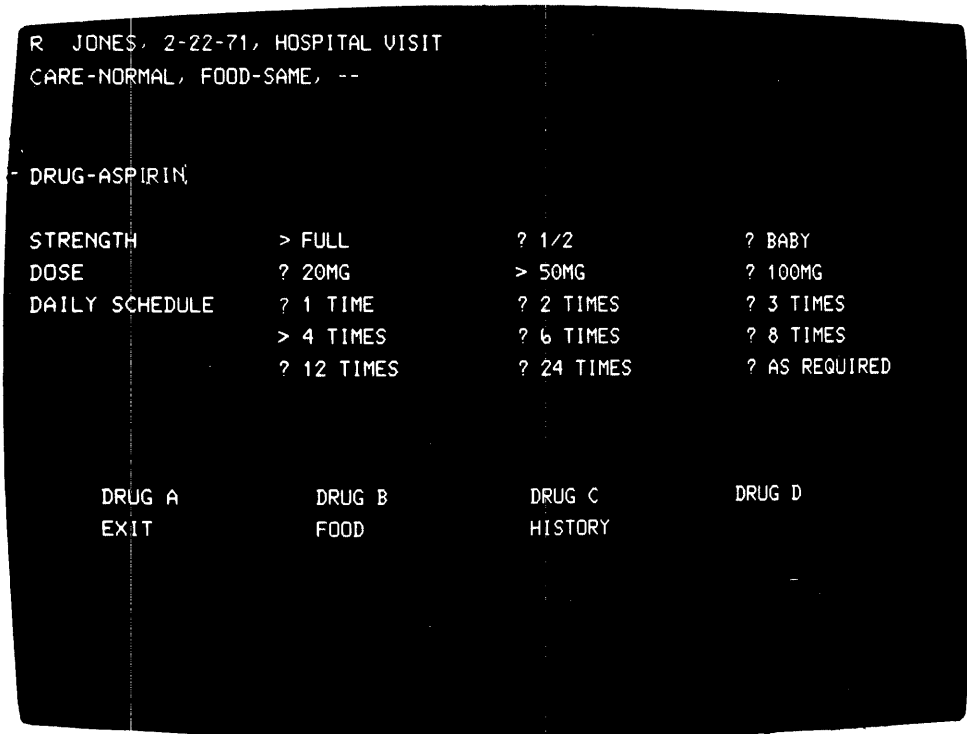 R JONES, 2-22-71, HOSPITAL VISIT
CARE-NORMAL, FOOD-SAME, --
- DRUG-ASPIRIN,
STRENGTH > FULL ? 1/2 ? BABY
DOSE ? 20MG > 50MG ? 100MG
DAILY SCHEDULE ? 1 TIME ? 2 TIMES ? 3 TIMES
> 4 TIMES ? 6 TIMES ? 8 TIMES
? 12 TIMES ? 24 TIMES ? AS REQUIRED
DRUG A DRUG B DRUG C DRUG D
EXIT FOOD HISTORY